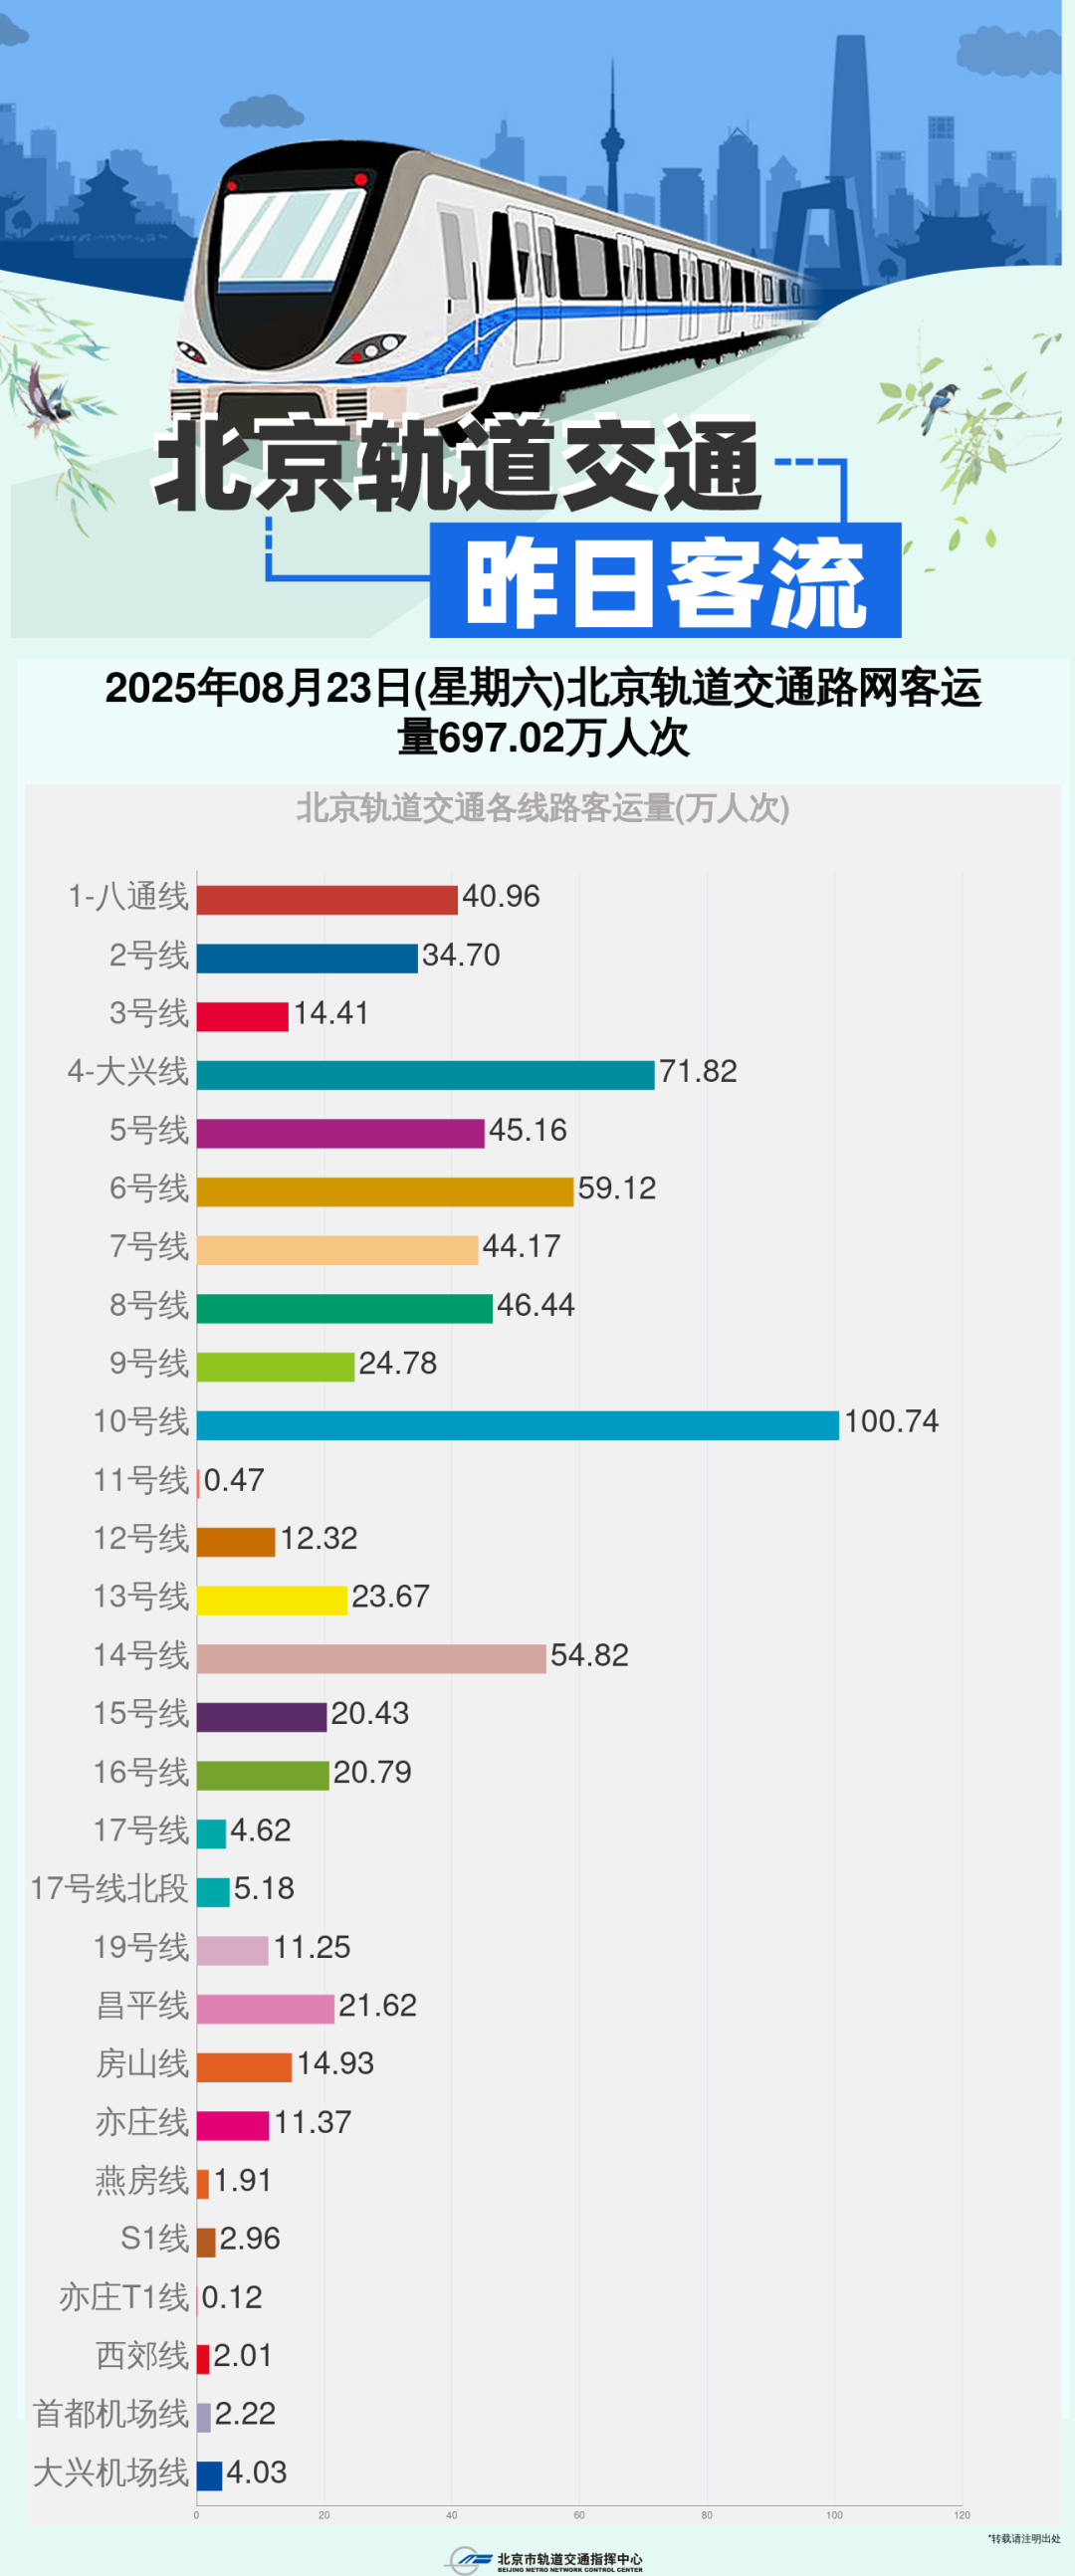 北京轨道交通
昨日客流
2025年08月23日(星期六)北京轨道交通路网客运
量697.02万人次
北京轨道交通各线路客运量(万人次)
1-八通线 40.96
2号线 34.70
3号线 14.41
4-大兴线 71.82
5号线 45.16
6号线 59.12
7号线 44.17
8号线 46.44
9号线 24.78
10号线 100.74
11号线 0.47
12号线 12.32
13号线 23.67
14号线 54.82
15号线 20.43
16号线 20.79
17号线 4.62
17号线北段 5.18
19号线 11.25
昌平线 21.62
房山线 14.93
亦庄线 11.37
燕房线 1.91
S1线 2.96
亦庄T1线 0.12
西郊线 2.01
首都机场线 2.22
大兴机场线 4.03
0 20 40 60 80 100 120
*转载请注明出处
北京市轨道交通指挥中心
BEIJING METRO NETWORK CONTROL CENTER